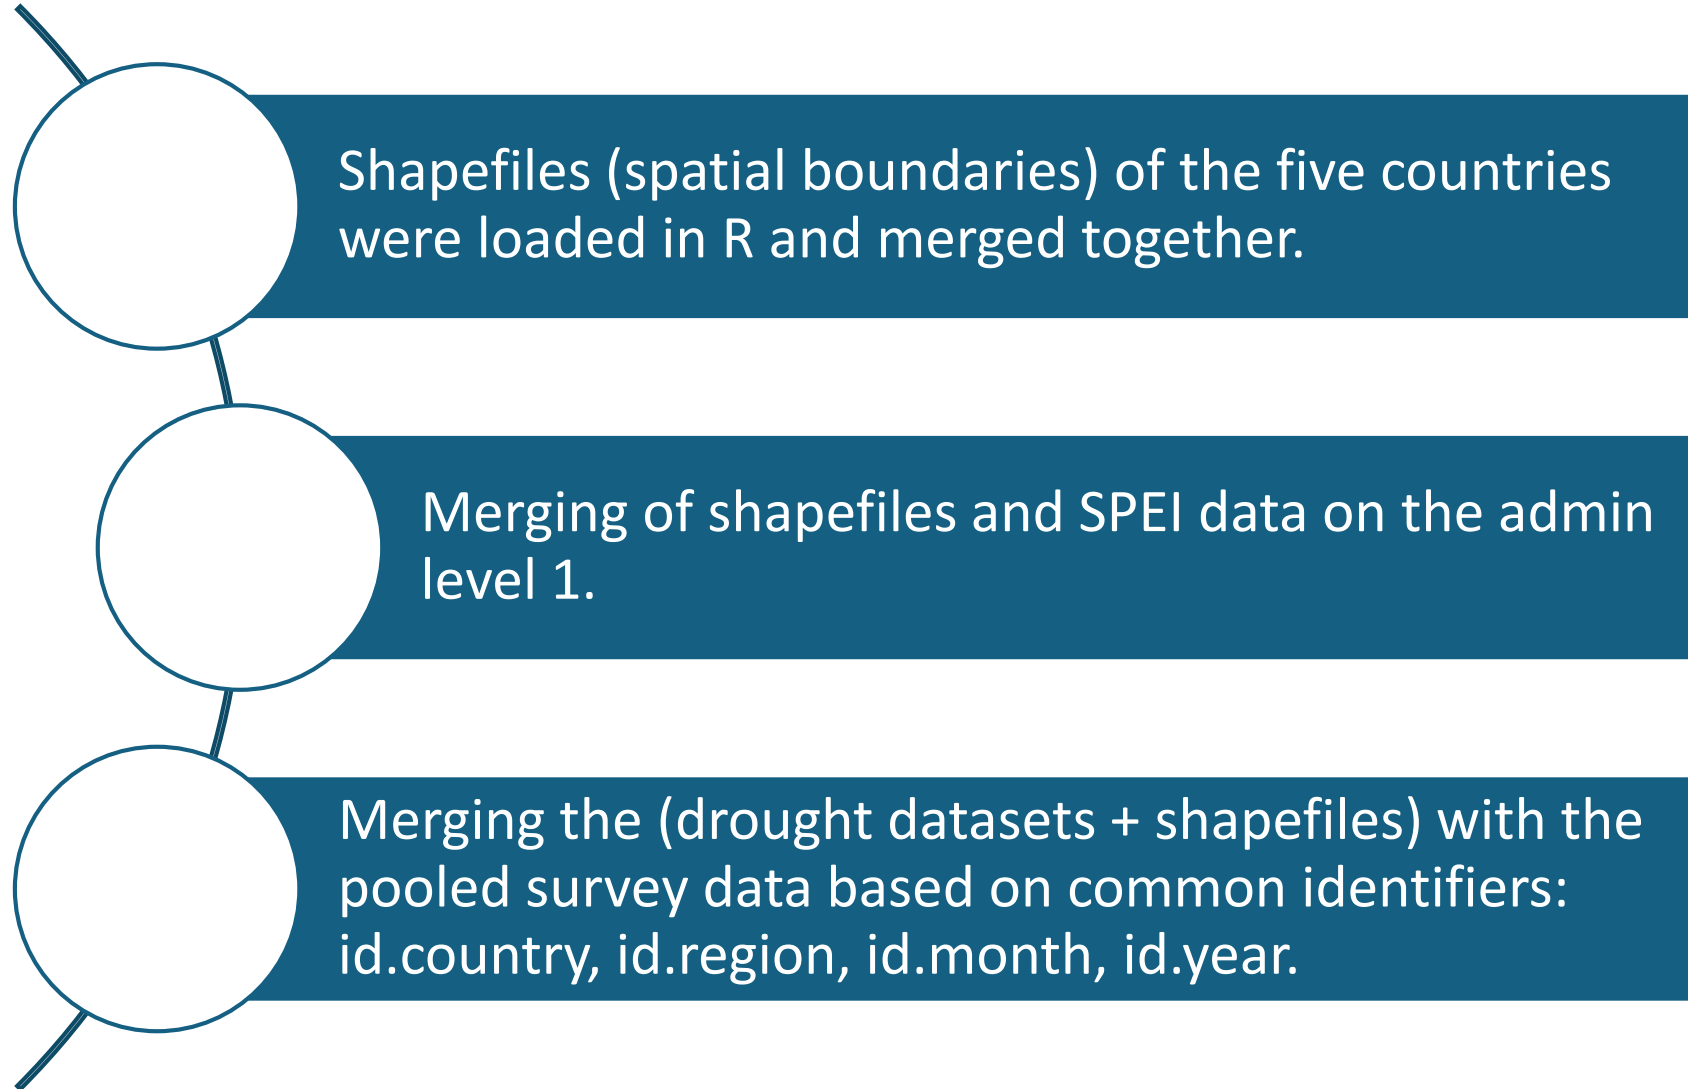 Shapefiles (spatial boundaries) of the five countries
were loaded in R and merged together.
Merging of shapefiles and SPEI data on the admin
level 1.
Merging the (drought datasets + shapefiles) with the
pooled survey data based on common identifiers:
id.country, id.region, id.month, id.year.